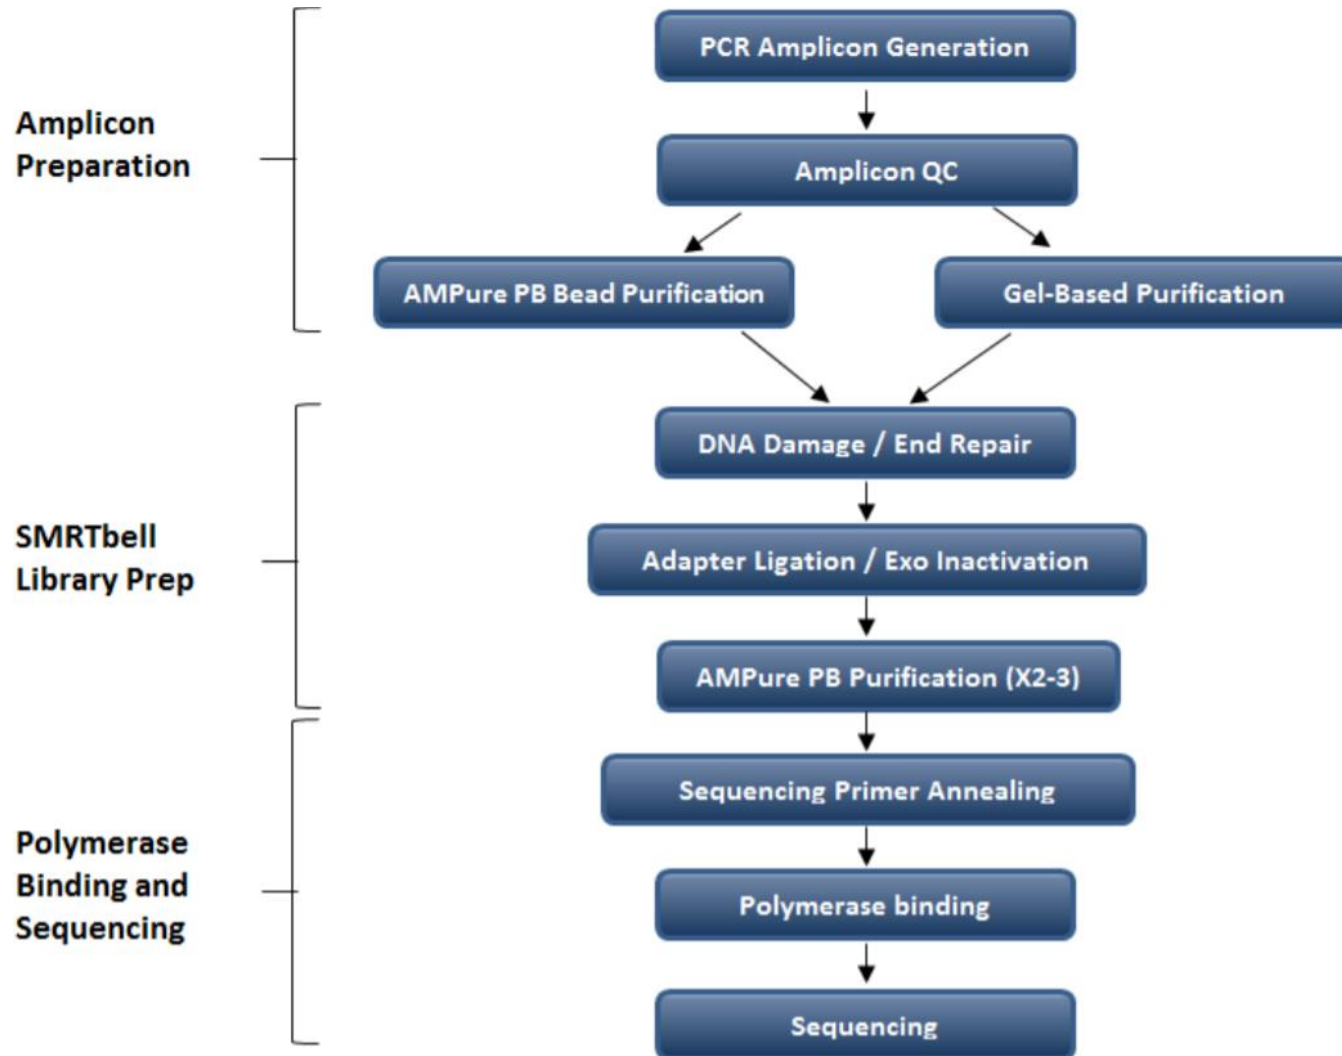 PCR Amplicon Generation
Amplicon
Preparation
Amplicon QC
AMPure PB Bead Purification
Gel-Based Purification
DNA Damage / End Repair
SMRTbell
Library Prep
Adapter Ligation / Exo Inactivation
AMPure PB Purification (X2-3)
Sequencing Primer Annealing
Polymerase
Binding and
Sequencing
Polymerase binding
Sequencing